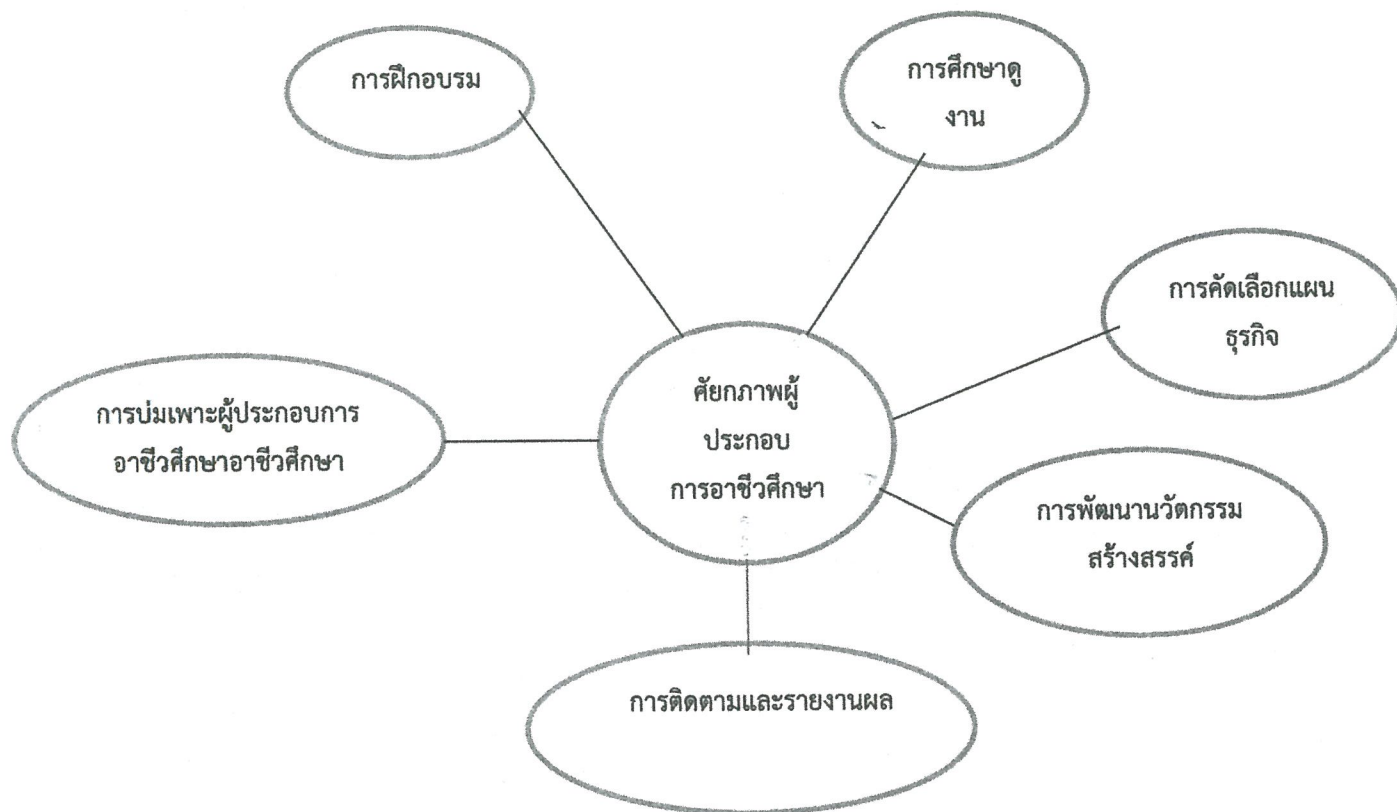 การฝึกอบรม
การศึกษาดู
งาน
การคัดเลือกแผน
ธุรกิจ
ศัยกภาพผู้
ประกอบ
การอาชีวศึกษา
การบ่มเพาะผู้ประกอบการ
อาชีวศึกษาอาชีวศึกษา
การพัฒนานวัตกรรม
สร้างสรรค์
การติดตามและรายงานผล